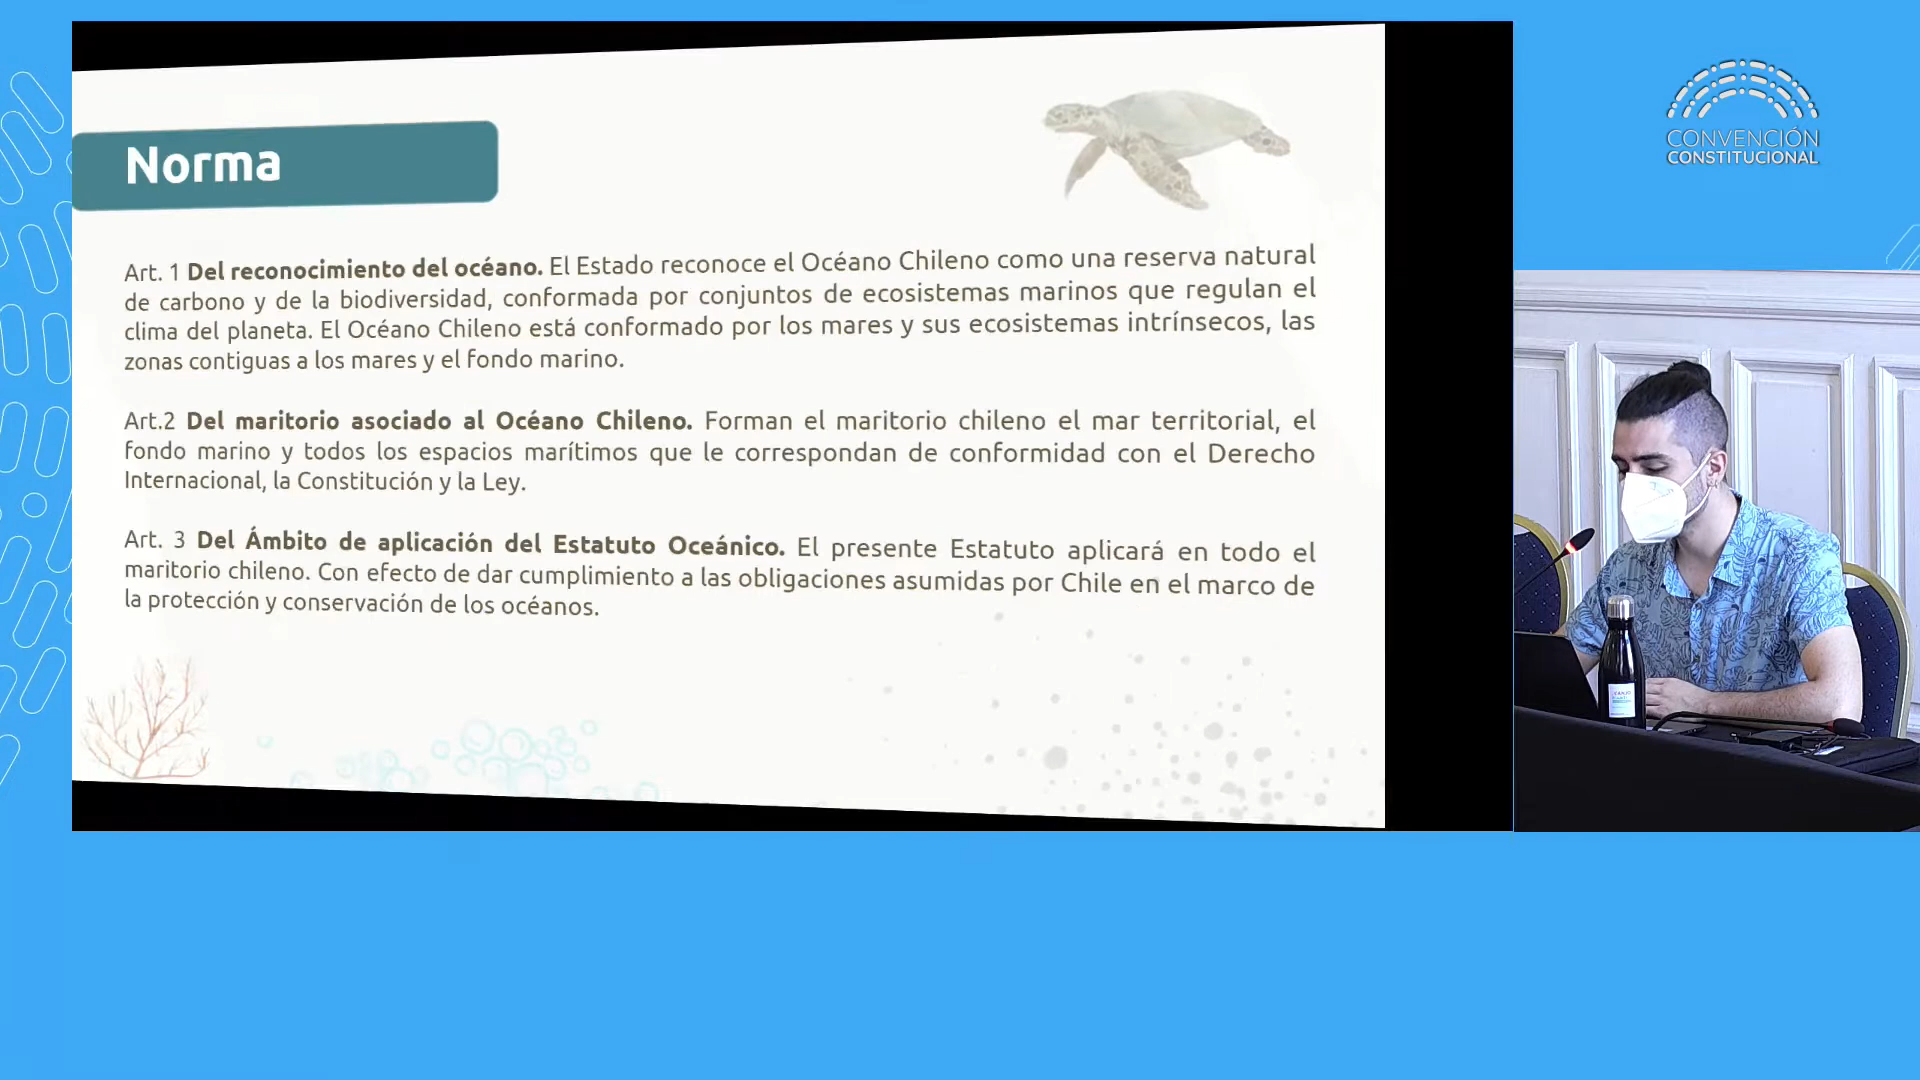 Norma
Art. 1 Del reconocimiento del océano. El Estado reconoce el Océano Chileno como una reserva natural
de carbono y de la biodiversidad, conformada por conjuntos de ecosistemas marinos que regulan el
clima del planeta. El Océano Chileno está conformado por los mares y sus ecosistemas intrínsecos, las
zonas contiguas a los mares y el fondo marino.
Art.2 Del maritorio asociado al Océano Chileno. Forman el maritorio chileno el mar territorial, el
fondo marino y todos los espacios marítimos que le correspondan de conformidad con el Derecho
Internacional, la Constitución y la Ley.
Art. 3 Del Ámbito de aplicación del Estatuto Oceánico. El presente Estatuto aplicará en todo el
maritorio chileno. Con efecto de dar cumplimiento a las obligaciones asumidas por Chile en el marco de
la protección y conservación de los océanos.
CONVENCIÓN
CONSTITUCIONAL